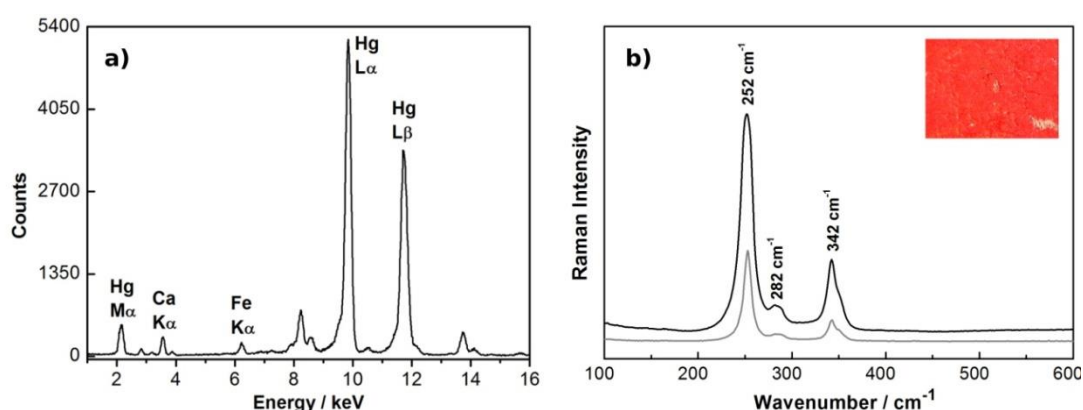 a)
5400
4050
2700
1350
0
Counts
Hg
Mα
Ca
Kα
Fe
Kα
Hg
Lα
Hg
Lβ
2 4 6 8 10 12 14 16
Energy / keV
b)
252 cm⁻¹
282 cm⁻¹
342 cm⁻¹
Raman Intensity
100 200 300 400 500 600
Wavenumber / cm⁻¹